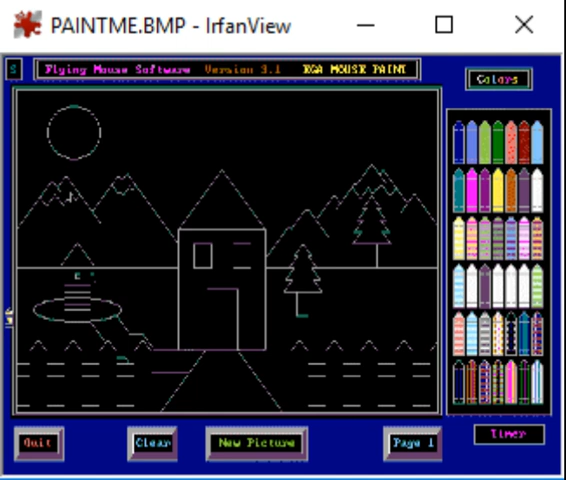 PAINTME.BMP - IrfanView
S
Flying Mouse Software Version 3.1 EGA MOUSE PAINT
Colors
Quit
Clear
New Picture
Page 1
Timer